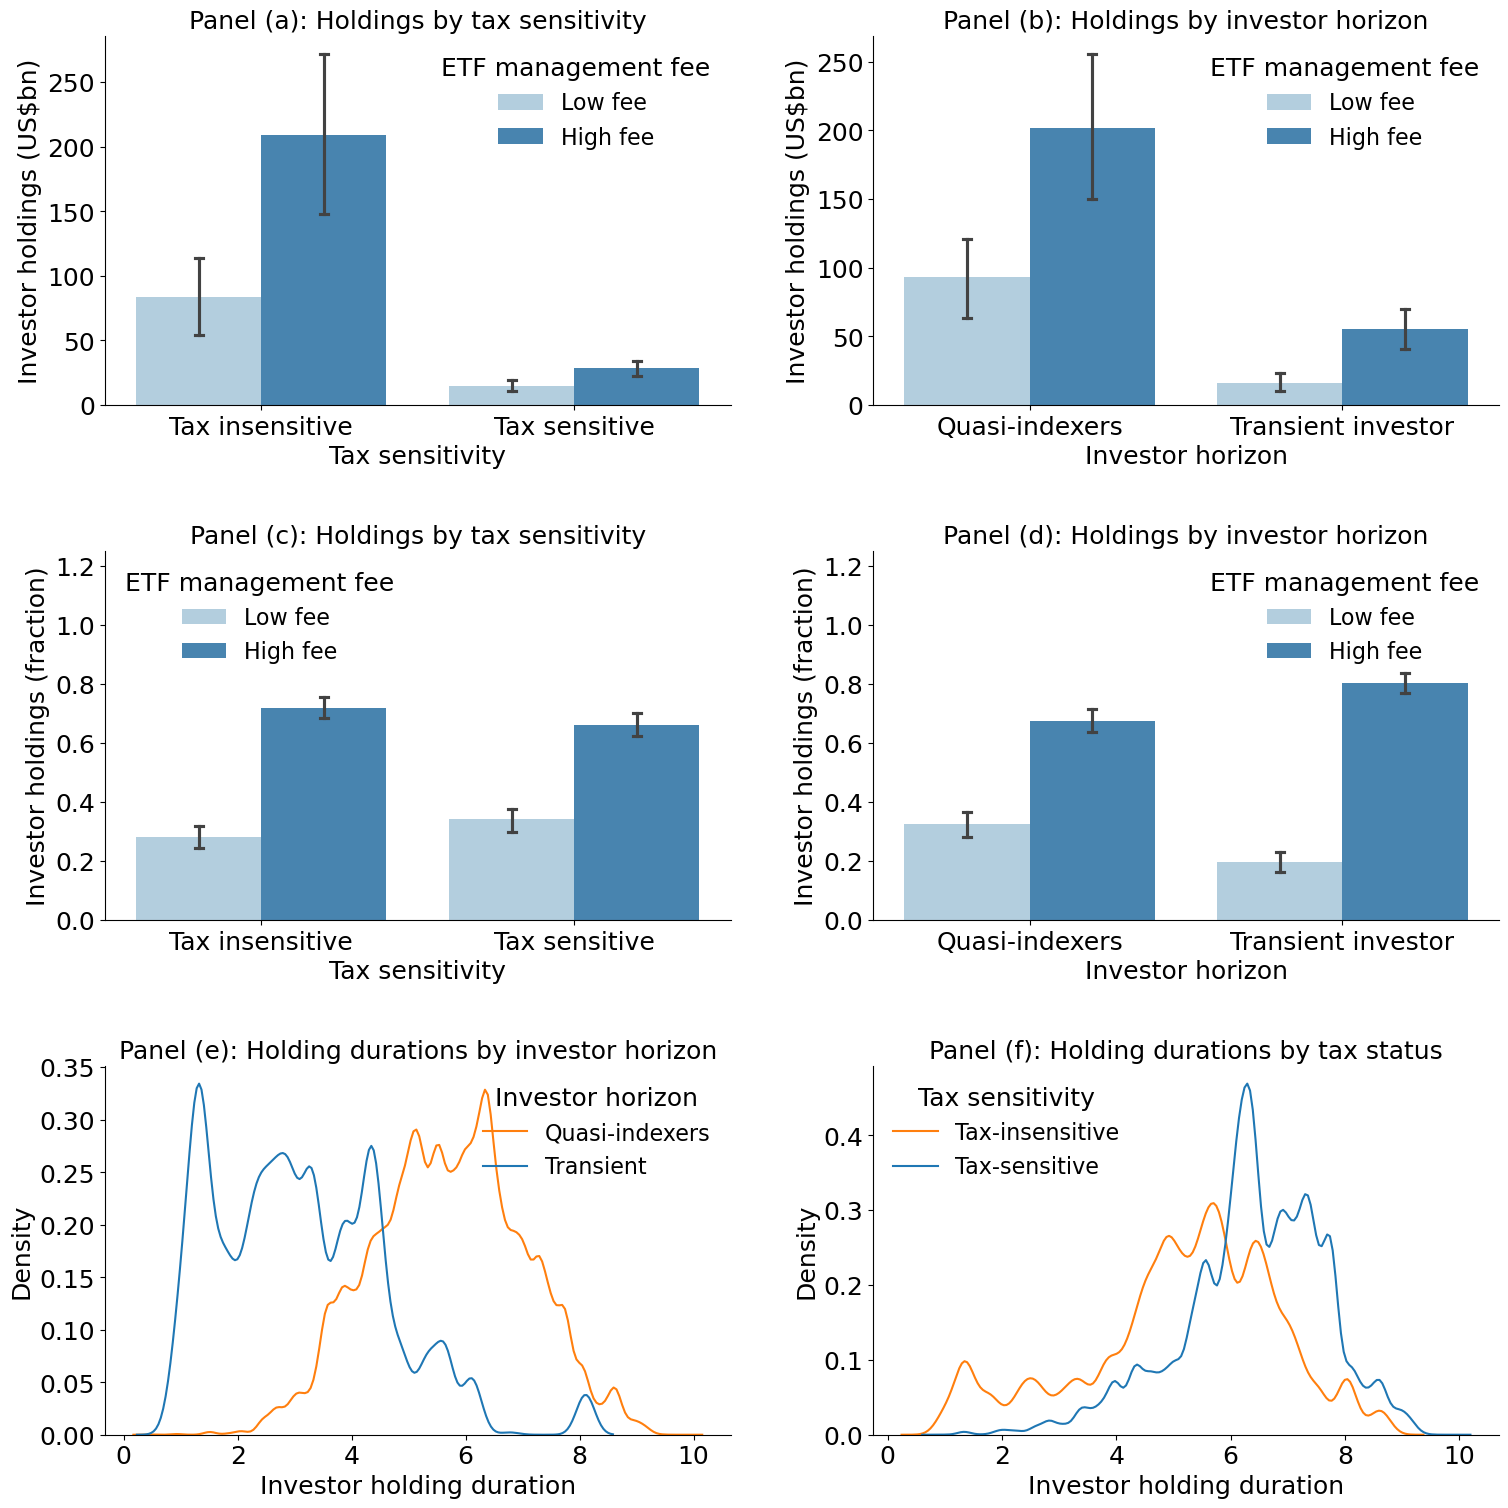 Panel (a): Holdings by tax sensitivity
Investor holdings (US$bn)
250
200
150
100
50
0
ETF management fee
Low fee
High fee
Tax insensitive
Tax sensitive
Tax sensitivity
Panel (b): Holdings by investor horizon
Investor holdings (US$bn)
250
200
150
100
50
0
ETF management fee
Low fee
High fee
Quasi-indexers
Transient investor
Investor horizon
Panel (c): Holdings by tax sensitivity
Investor holdings (fraction)
1.2
1.0
0.8
0.6
0.4
0.2
0.0
ETF management fee
Low fee
High fee
Tax insensitive
Tax sensitive
Tax sensitivity
Panel (d): Holdings by investor horizon
Investor holdings (fraction)
1.2
1.0
0.8
0.6
0.4
0.2
0.0
ETF management fee
Low fee
High fee
Quasi-indexers
Transient investor
Investor horizon
Panel (e): Holding durations by investor horizon
Density
0.35
0.30
0.25
0.20
0.15
0.10
0.05
0.00
Investor horizon
Quasi-indexers
Transient
0 2 4 6 8 10
Investor holding duration
Panel (f): Holding durations by tax status
Density
0.4
0.3
0.2
0.1
0.0
Tax sensitivity
Tax-insensitive
Tax-sensitive
0 2 4 6 8 10
Investor holding duration